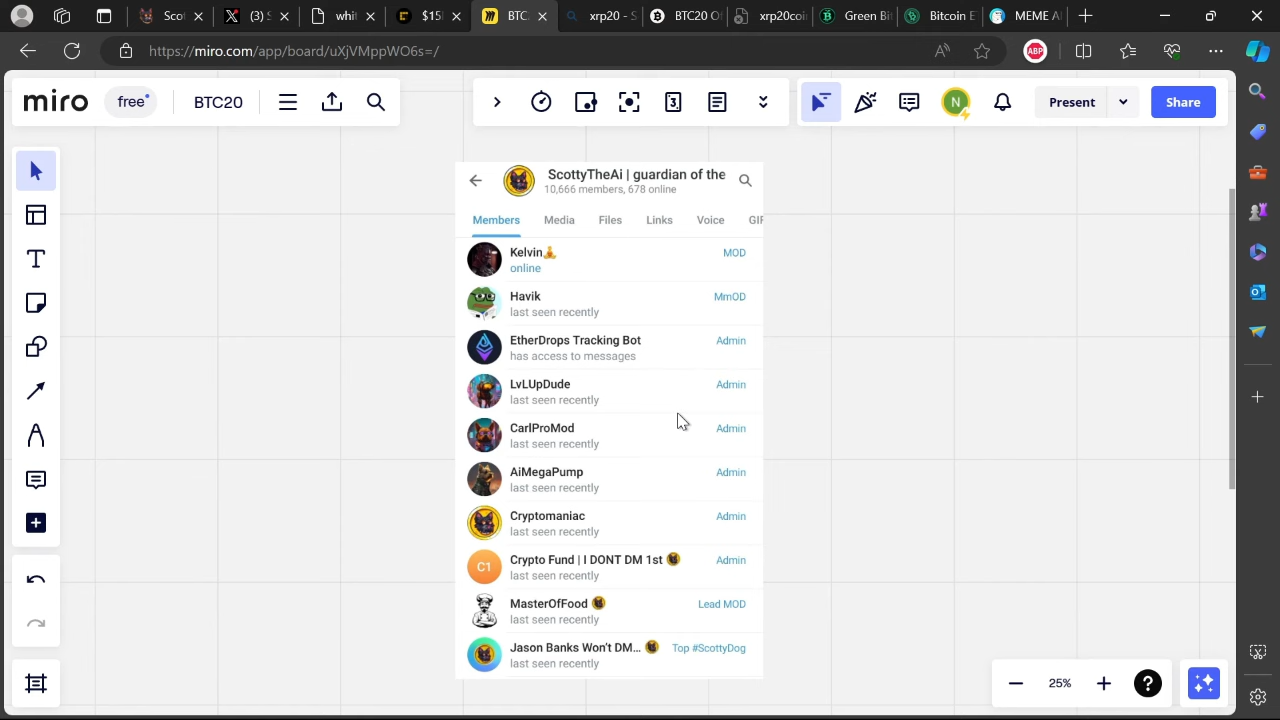 Scot
(3) S
whit
$15
BTC
xrp20 - S
BTC20 O
xrp20coi
Green Bi
Bitcoin E
MEME A
https://miro.com/app/board/uXjVMppWO6s=/
ABP
miro
free
BTC20
3
N
Present
Share
ScottyTheAi | guardian of the
10,666 members, 678 online
Members
Media
Files
Links
Voice
GIF
Kelvin🧘
MOD
online
Havik
MmOD
last seen recently
EtherDrops Tracking Bot
Admin
has access to messages
LvLUpDude
Admin
last seen recently
CarlProMod
Admin
last seen recently
AiMegaPump
Admin
last seen recently
Cryptomaniac
Admin
last seen recently
C1
Crypto Fund | I DONT DM 1st
Admin
last seen recently
MasterOfFood
Lead MOD
last seen recently
Jason Banks Won't DM...
Top #ScottyDog
last seen recently
25%